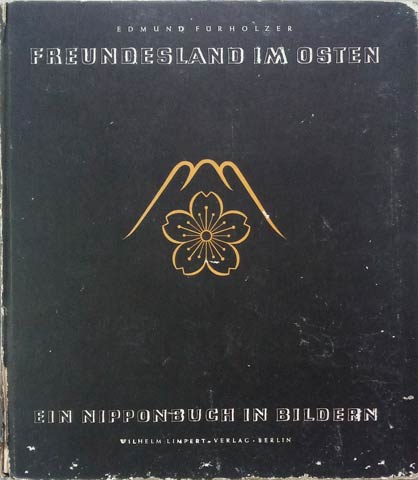 EDMUND FÜRHOLZER
FREUNDESLAND IM OSTEN
EIN NIPPONBUCH IN BILDERN
WILHELM LIMPERT-VERLAG · BERLIN